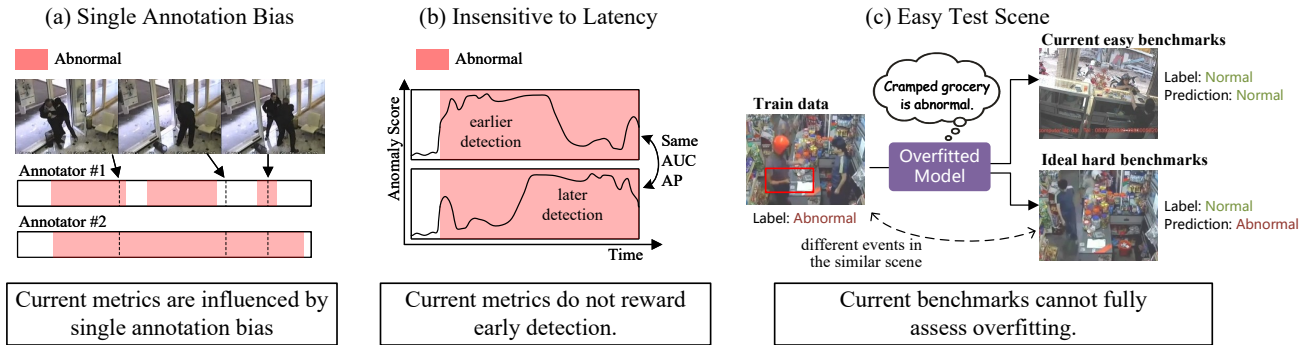 (a) Single Annotation Bias
Abnormal
Annotator #1
Annotator #2
Current metrics are influenced by
single annotation bias
(b) Insensitive to Latency
Abnormal
Anomaly Score
earlier
detection
later
detection
Same
AUC
AP
Time
Current metrics do not reward
early detection.
(c) Easy Test Scene
Train data
Label: Abnormal
Cramped grocery
is abnormal.
Overfitted
Model
different events in
the similar scene
Current easy benchmarks
Label: Normal
Prediction: Normal
Ideal hard benchmarks
Label: Normal
Prediction: Abnormal
Current benchmarks cannot fully
assess overfitting.